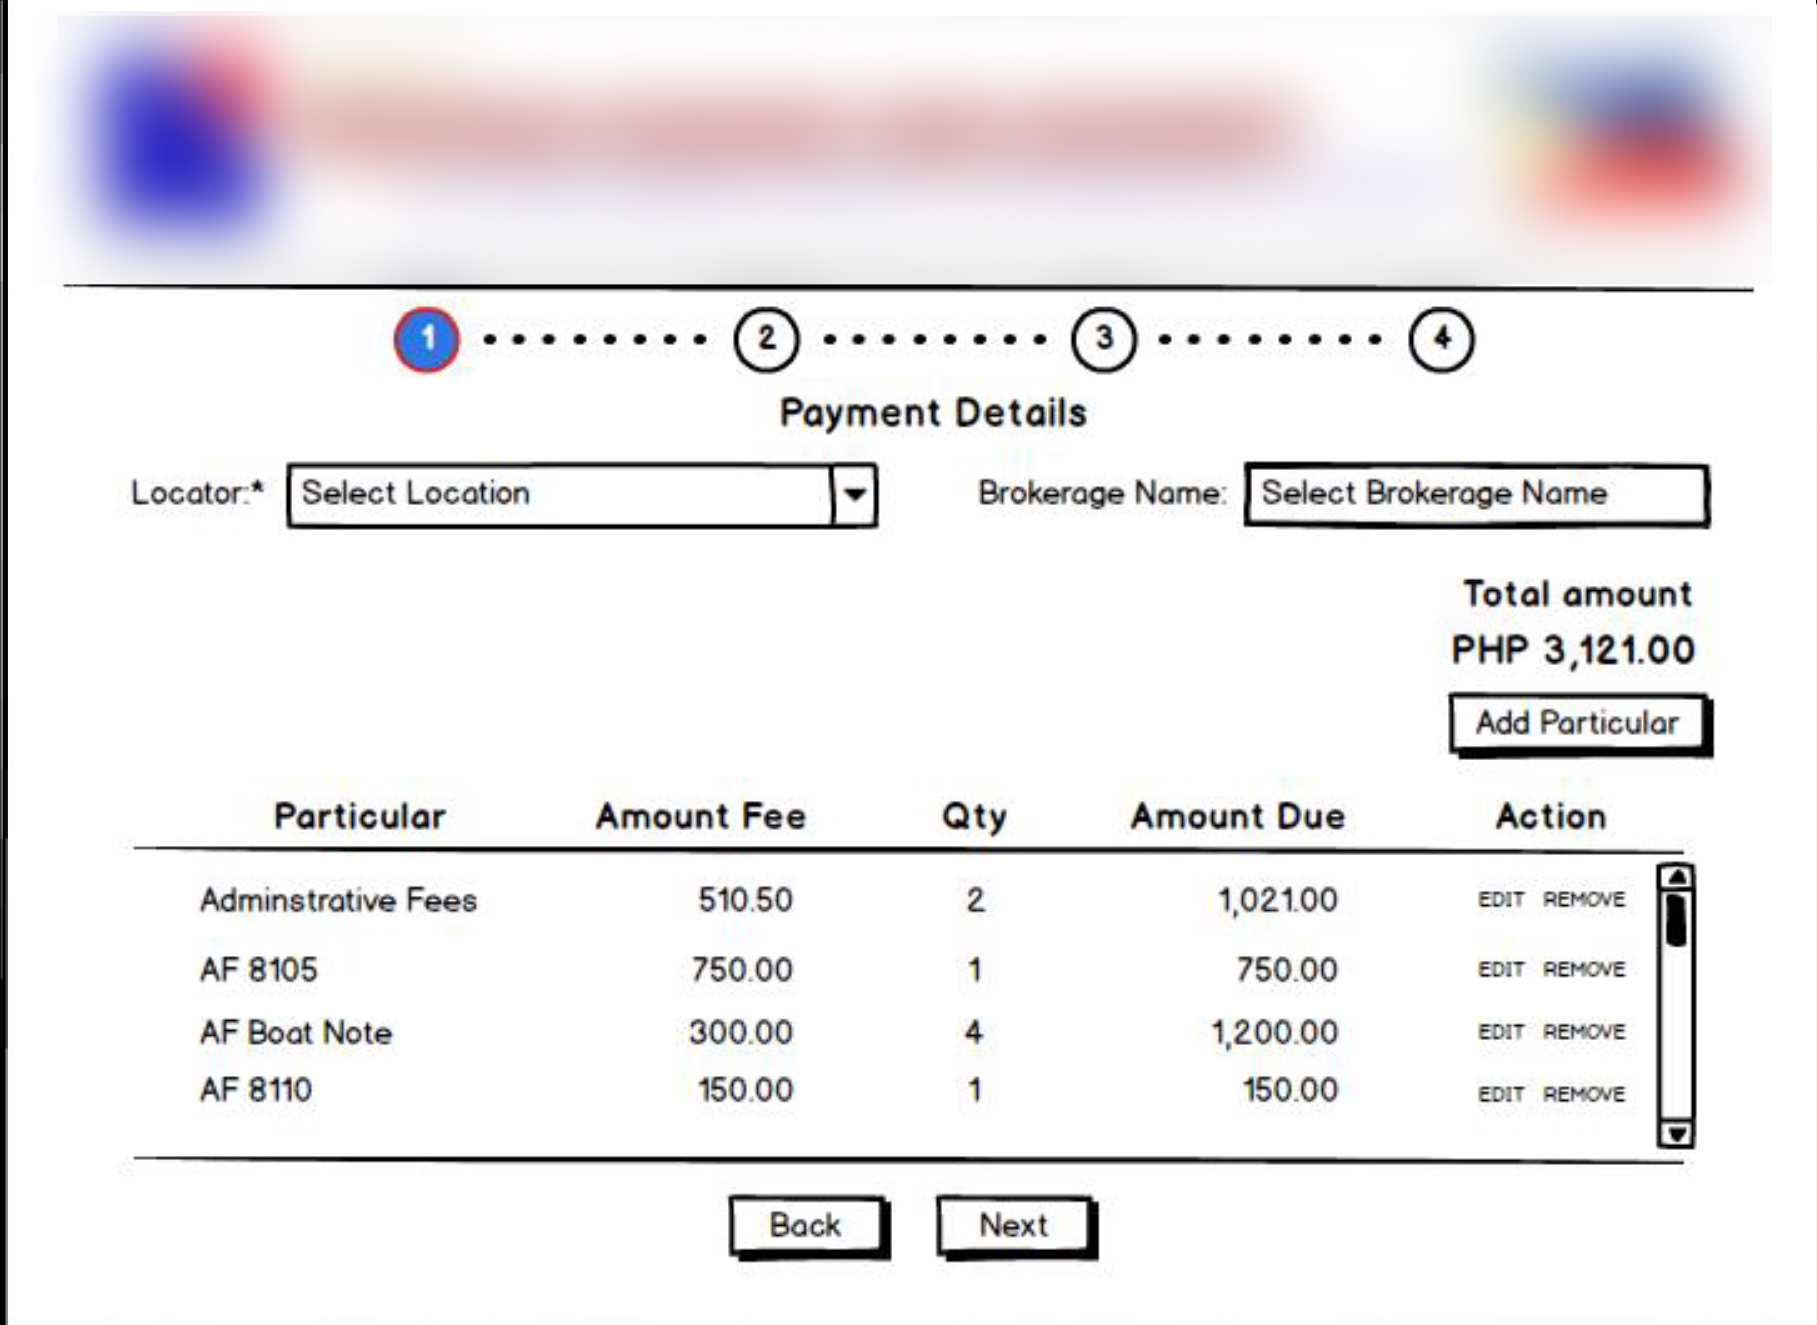 1 2 3 4
Payment Details
Locator:* Select Location Brokerage Name: Select Brokerage Name
Total amount
PHP 3,121.00
Add Particular
Particular Amount Fee Qty Amount Due Action
Adminstrative Fees 510.50 2 1,021.00 EDIT REMOVE
AF 8105 750.00 1 750.00 EDIT REMOVE
AF Boat Note 300.00 4 1,200.00 EDIT REMOVE
AF 8110 150.00 1 150.00 EDIT REMOVE
Back Next